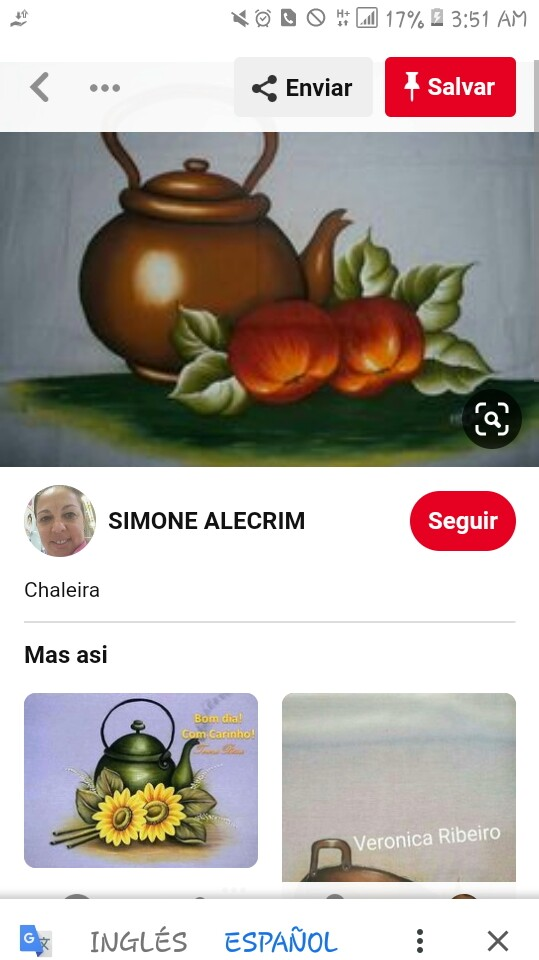 H+
17%
3:51 AM
Enviar
Salvar
SIMONE ALECRIM
Seguir
Chaleira
Mas asi
Bom dia!
Com Carinho!
Veronica Ribeiro
G
文
INGLÉS
ESPAÑOL